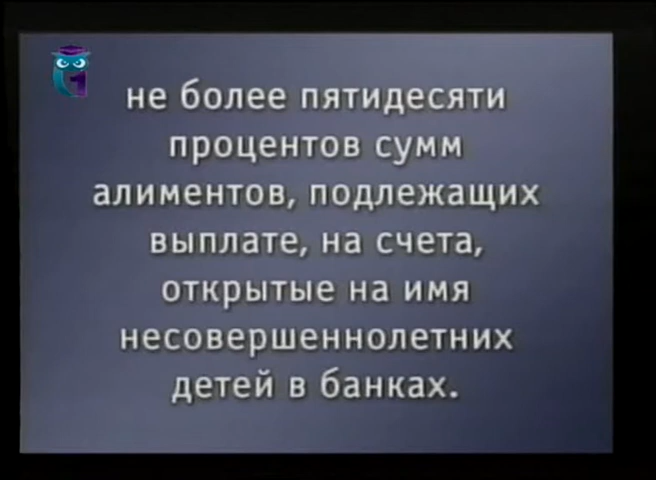 не более пятидесяти
процентов сумм
алиментов, подлежащих
выплате, на счета,
открытые на имя
несовершеннолетних
детей в банках.